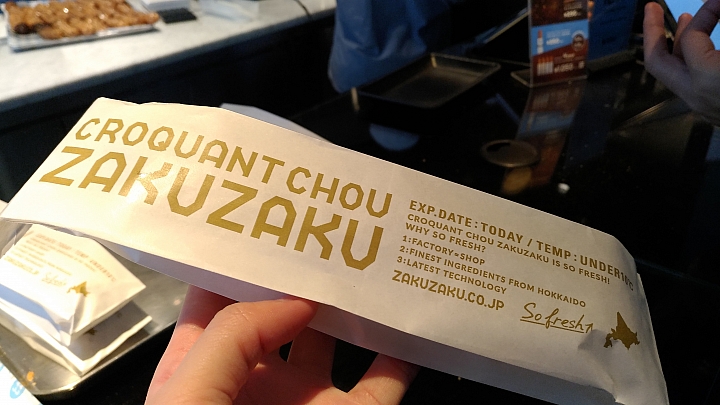 CROQUANT CHOU
ZAKUZAKU
EXP.DATE : TODAY / TEMP : UNDER10°C
CROQUANT CHOU ZAKUZAKU IS SO FRESH!
WHY SO FRESH?
1:FACTORY=SHOP
2:FINEST INGREDIENTS FROM HOKKAIDO
3:LATEST TECHNOLOGY
ZAKUZAKU.CO.JP
So fresh